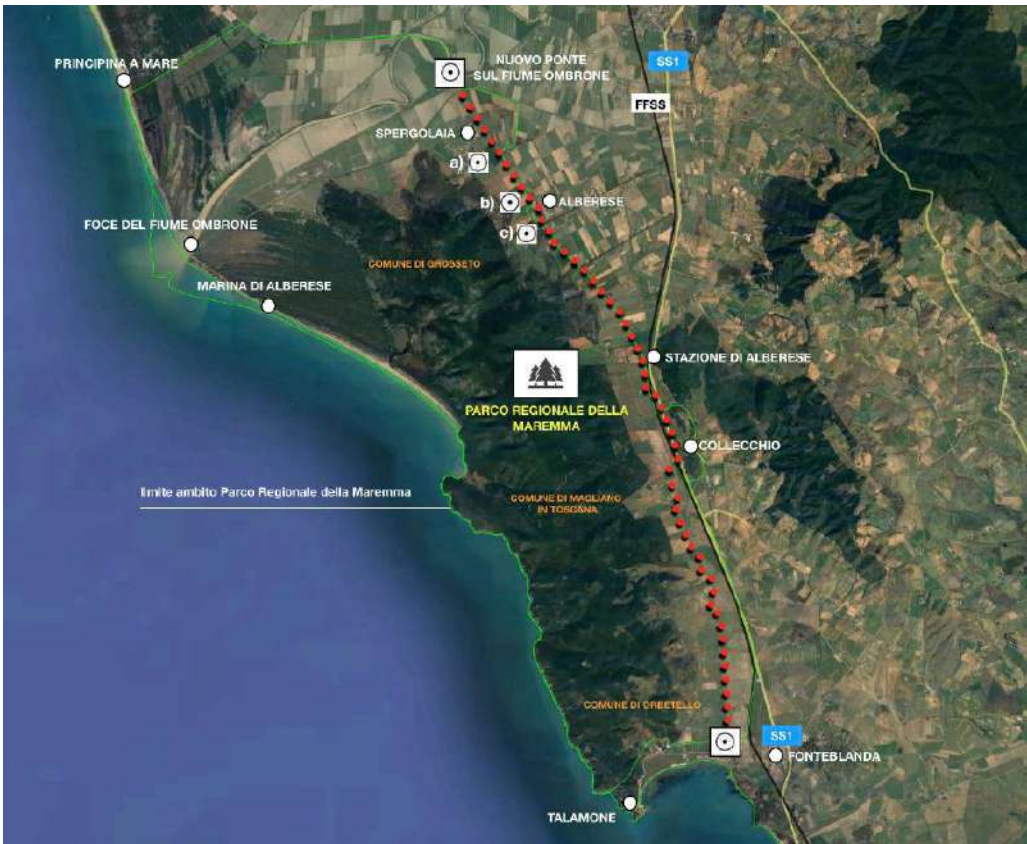 PRINCIPINA A MARE
NUOVO PONTE
SUL FIUME OMBRONE
SS1
FFSS
SPERGOLAIA
a)
b)
ALBERESE
c)
FOCE DEL FIUME OMBRONE
COMUNE DI GROSSETO
MARINA DI ALBERESE
STAZIONE DI ALBERESE
PARCO REGIONALE DELLA
MAREMMA
COLLECCHIO
limite ambito Parco Regionale della Maremma
COMUNE DI MAGLIANO
IN TOSCANA
COMUNE DI ORBETELLO
SS1
FONTEBLANDA
TALAMONE